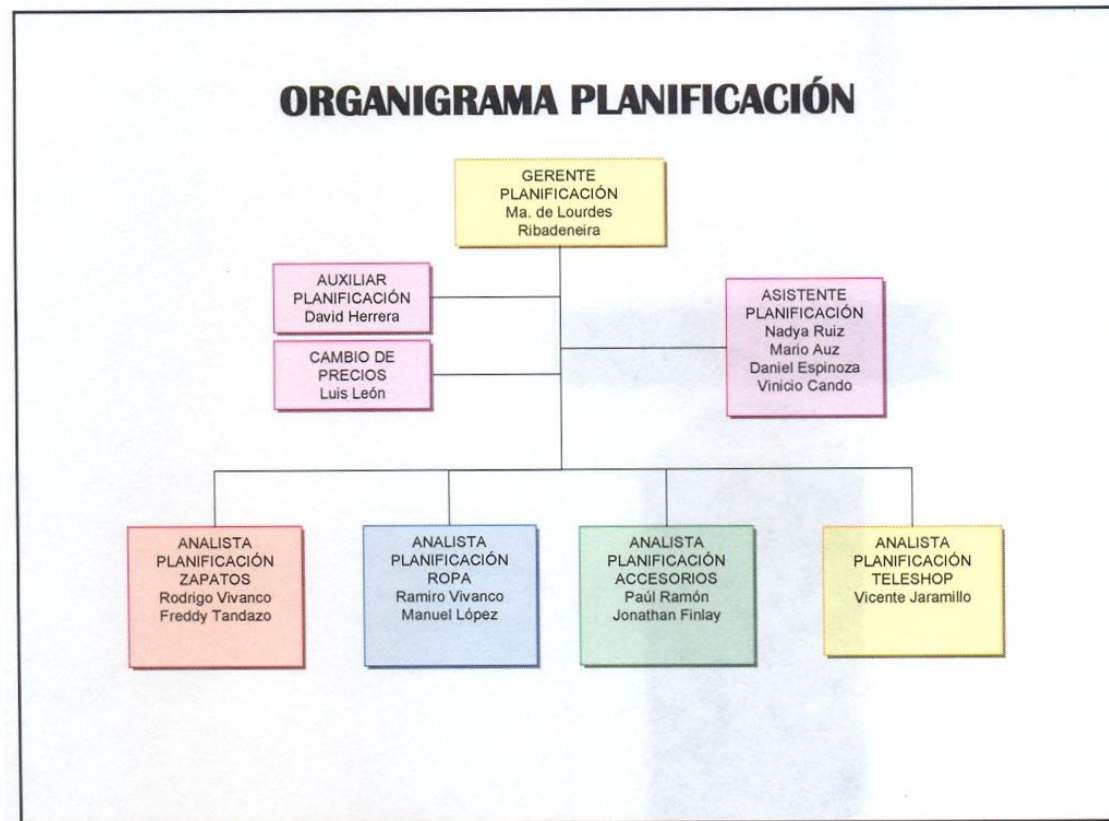 ORGANIGRAMA PLANIFICACIÓN
GERENTE
PLANIFICACIÓN
Ma. de Lourdes
Ribadeneira
AUXILIAR
PLANIFICACIÓN
David Herrera
CAMBIO DE
PRECIOS
Luis León
ASISTENTE
PLANIFICACIÓN
Nadya Ruiz
Mario Auz
Daniel Espinoza
Vinicio Cando
ANALISTA
PLANIFICACIÓN
ZAPATOS
Rodrigo Vivanco
Freddy Tandazo
ANALISTA
PLANIFICACIÓN
ROPA
Ramiro Vivanco
Manuel López
ANALISTA
PLANIFICACIÓN
ACCESORIOS
Paúl Ramón
Jonathan Finlay
ANALISTA
PLANIFICACIÓN
TELESHOP
Vicente Jaramillo